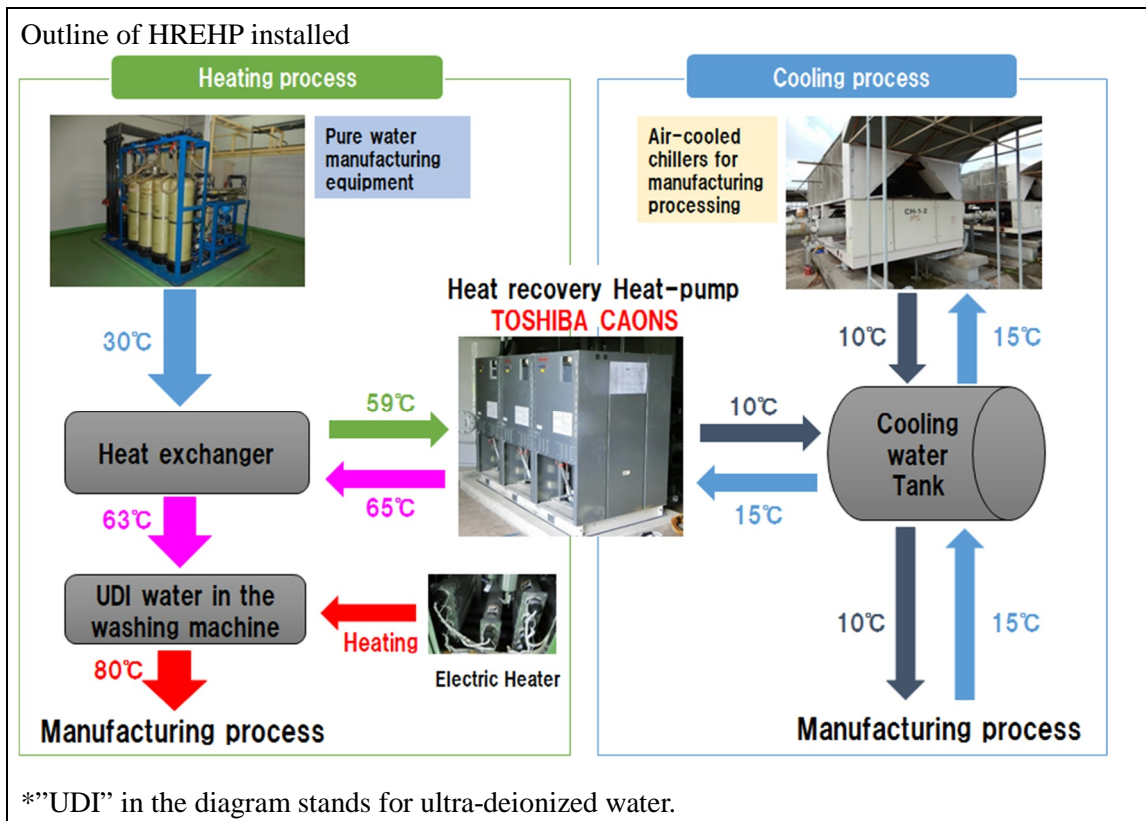 Outline of HREHP installed
Heating process
Cooling process
Pure water
manufacturing
equipment
Air-cooled
chillers for
manufacturing
processing
CH-1-2
Heat recovery Heat-pump
TOSHIBA CAONS
30℃
10℃
15℃
59℃
10℃
Heat exchanger
Cooling
water
Tank
65℃
15℃
63℃
UDI water in the
washing machine
Heating
10℃
15℃
80℃
Electric Heater
Manufacturing process
Manufacturing process
*”UDI” in the diagram stands for ultra-deionized water.